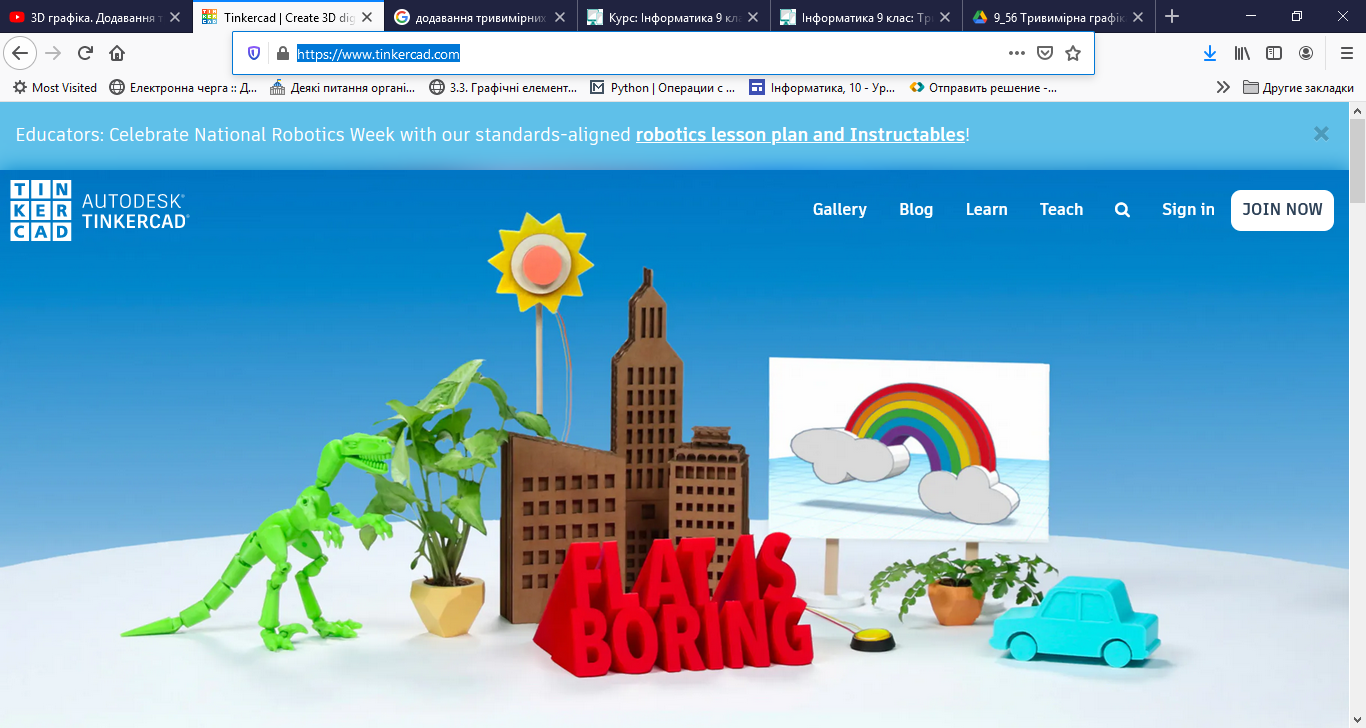 3D графіка. Додавання т
Tinkercad | Create 3D dig
додавання тривимірних
Курс: Інформатика 9 кла
Інформатика 9 клас: Три
9_56 Тривимірна графік
https://www.tinkercad.com
Most Visited
Електронна черга :: Д...
Деякі питання органі...
3.3. Графічні елемент...
Python | Операции с ...
Інформатика, 10 - Ур...
Отправить решение -...
Другие закладки
Educators: Celebrate National Robotics Week with our standards-aligned robotics lesson plan and Instructables!
TIN
KER
CAD
AUTODESK®
TINKERCAD®
Gallery
Blog
Learn
Teach
Sign in
JOIN NOW
FLAT IS
BORING